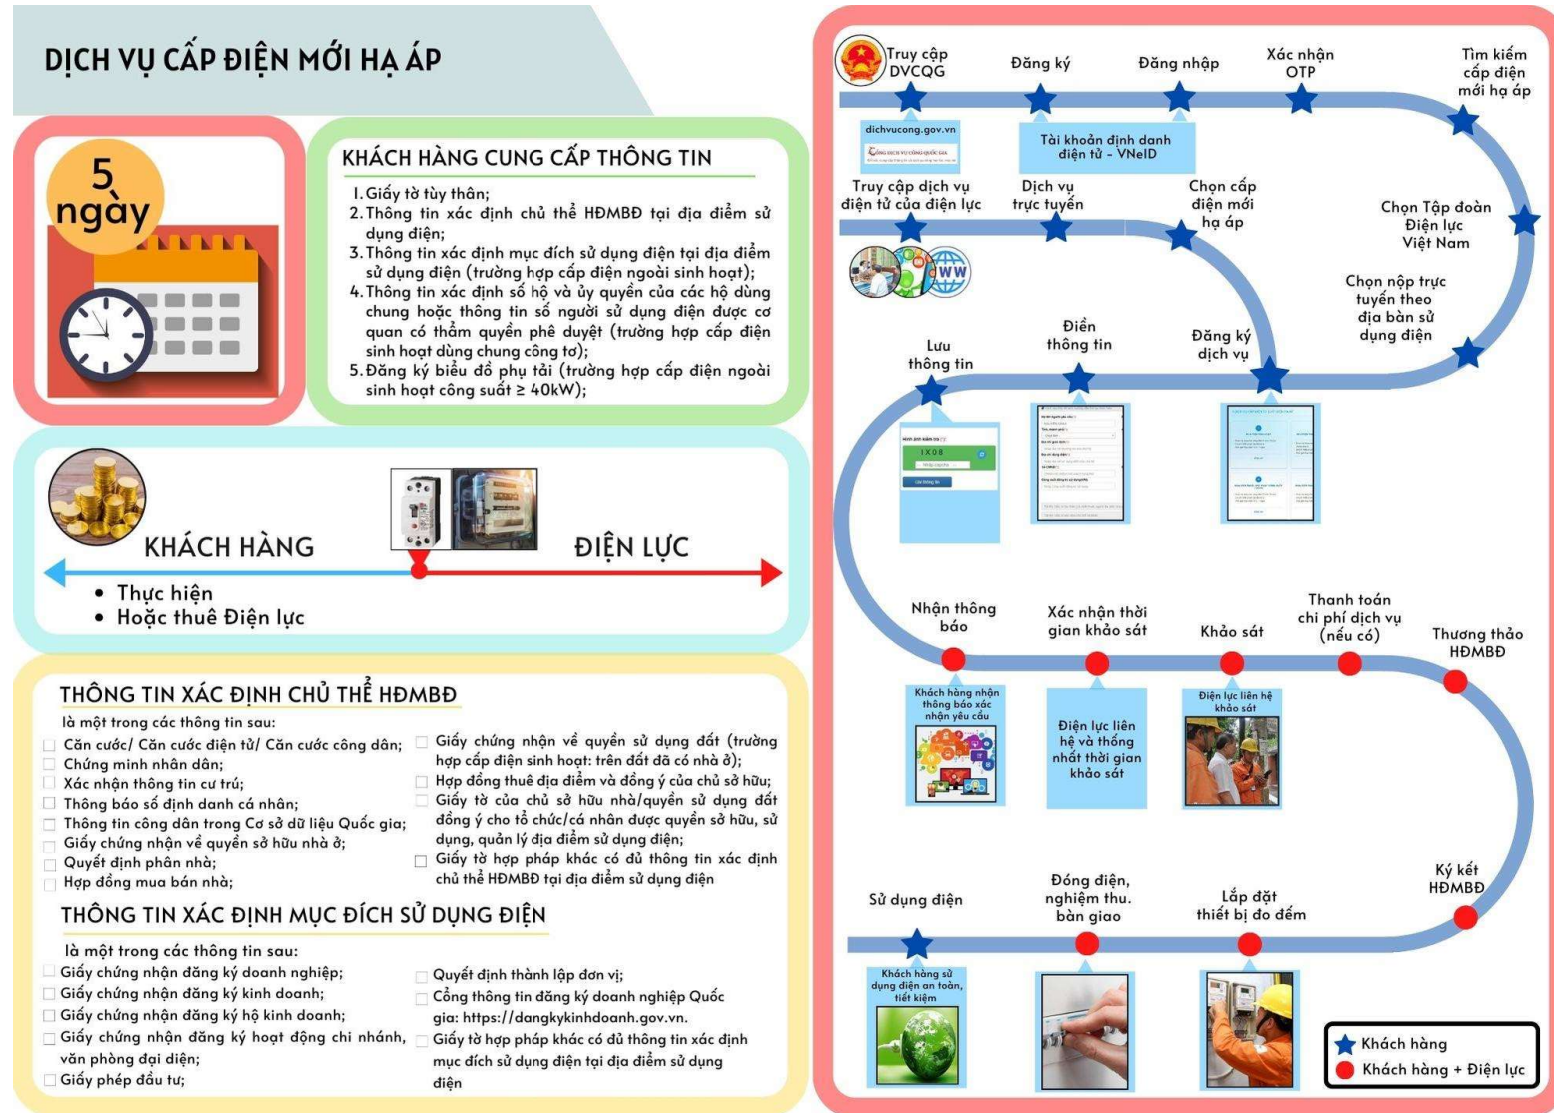 DỊCH VỤ CẤP ĐIỆN MỚI HẠ ÁP
5
ngày
KHÁCH HÀNG CUNG CẤP THÔNG TIN
1. Giấy tờ tùy thân;
2. Thông tin xác định chủ thể HĐMBĐ tại địa điểm sử
dụng điện;
3. Thông tin xác định mục đích sử dụng điện tại địa điểm
sử dụng điện (trường hợp cấp điện ngoài sinh hoạt);
4. Thông tin xác định số hộ và ủy quyền của các hộ dùng
chung hoặc thông tin số người sử dụng điện được cơ
quan có thẩm quyền phê duyệt (trường hợp cấp điện
sinh hoạt dùng chung công tơ);
5. Đăng ký biểu đồ phụ tải (trường hợp cấp điện ngoài
sinh hoạt công suất ≥ 40kW);
KHÁCH HÀNG
ĐIỆN LỰC
• Thực hiện
• Hoặc thuê Điện lực
THÔNG TIN XÁC ĐỊNH CHỦ THỂ HĐMBĐ
là một trong các thông tin sau:
Căn cước/ Căn cước điện tử/ Căn cước công dân;
Chứng minh nhân dân;
Xác nhận thông tin cư trú;
Thông báo số định danh cá nhân;
Thông tin công dân trong Cơ sở dữ liệu Quốc gia;
Giấy chứng nhận về quyền sở hữu nhà ở;
Quyết định phân nhà;
Hợp đồng mua bán nhà;
Giấy chứng nhận về quyền sử dụng đất (trường
hợp cấp điện sinh hoạt: trên đất đã có nhà ở);
Hợp đồng thuê địa điểm và đồng ý của chủ sở hữu;
Giấy tờ của chủ sở hữu nhà/quyền sử dụng đất
đồng ý cho tổ chức/cá nhân được quyền sở hữu, sử
dụng, quản lý địa điểm sử dụng điện;
Giấy tờ hợp pháp khác có đủ thông tin xác định
chủ thể HĐMBĐ tại địa điểm sử dụng điện
THÔNG TIN XÁC ĐỊNH MỤC ĐÍCH SỬ DỤNG ĐIỆN
là một trong các thông tin sau:
Giấy chứng nhận đăng ký doanh nghiệp;
Giấy chứng nhận đăng ký kinh doanh;
Giấy chứng nhận đăng ký hộ kinh doanh;
Giấy chứng nhận đăng ký hoạt động chi nhánh,
văn phòng đại diện;
Giấy phép đầu tư;
Quyết định thành lập đơn vị;
Cổng thông tin đăng ký doanh nghiệp Quốc
gia: https://dangkykinhdoanh.gov.vn.
Giấy tờ hợp pháp khác có đủ thông tin xác định
mục đích sử dụng điện tại địa điểm sử dụng
điện
Truy cập
DVCQG
Đăng ký
Đăng nhập
Xác nhận
OTP
Tìm kiếm
cấp điện
mới hạ áp
dichvucong.gov.vn
CỔNG DỊCH VỤ CÔNG QUỐC GIA
Tài khoản định danh
điện tử - VNeID
Truy cập dịch vụ
điện tử của điện lực
Dịch vụ
trực tuyến
Chọn cấp
điện mới
hạ áp
Chọn Tập đoàn
Điện lực
Việt Nam
WW
Chọn nộp trực
tuyến theo
địa bàn sử
dụng điện
Lưu
thông tin
Điền
thông tin
Đăng ký
dịch vụ
Hình ảnh kiểm tra
IX08
Nhận thông
báo
Xác nhận thời
gian khảo sát
Khảo sát
Thanh toán
chi phí dịch vụ
(nếu có)
Thương thảo
HĐMBĐ
Khách hàng nhận
thông báo xác
nhận yêu cầu
Điện lực liên
hệ và thống
nhất thời gian
khảo sát
Điện lực liên hệ
khảo sát
Sử dụng điện
Đóng điện,
nghiệm thu.
bàn giao
Lắp đặt
thiết bị đo đếm
Ký kết
HĐMBĐ
Khách hàng sử
dụng điện an toàn,
tiết kiệm
Khách hàng
Khách hàng + Điện lực